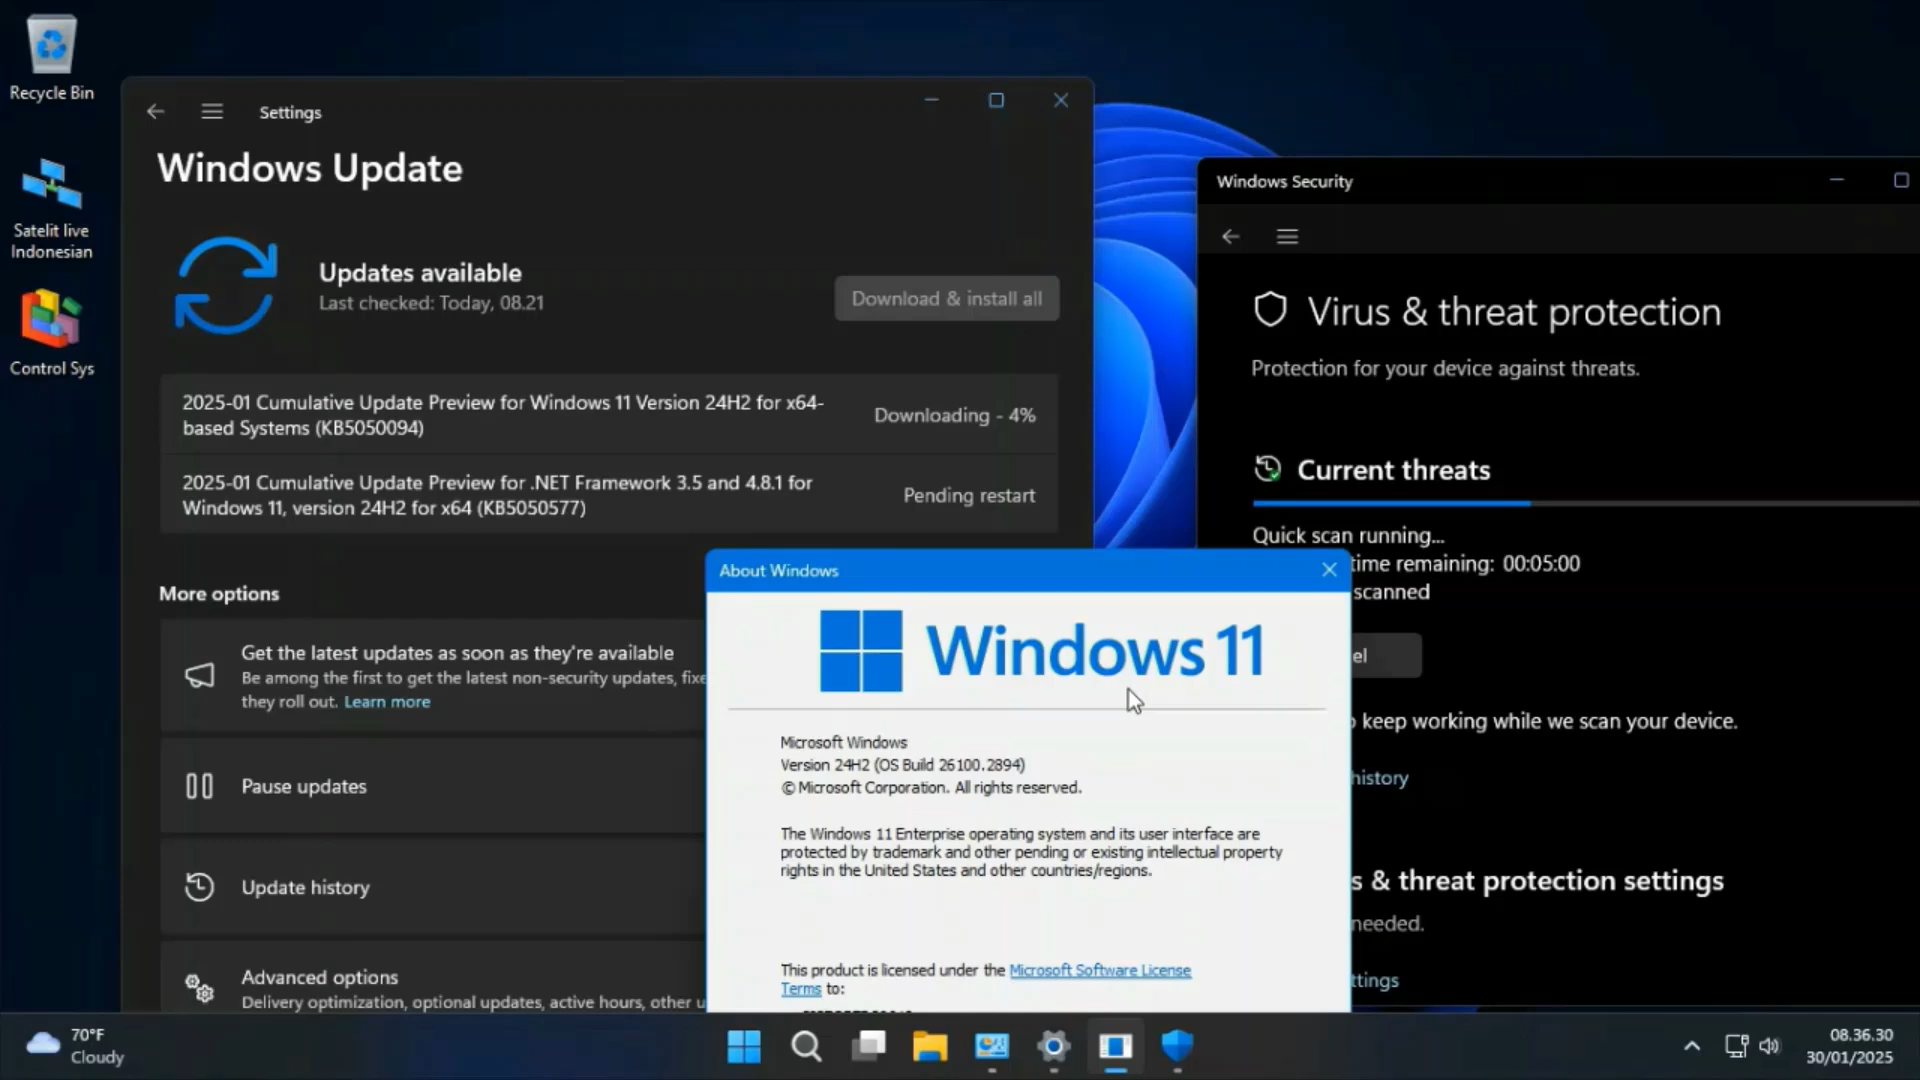 Recycle Bin
Satelit live
Indonesian
Control Sys
Settings
Windows Update
Updates available
Last checked: Today, 08.21
Download & install all
2025-01 Cumulative Update Preview for Windows 11 Version 24H2 for x64-
based Systems (KB5050094)
Downloading - 4%
2025-01 Cumulative Update Preview for .NET Framework 3.5 and 4.8.1 for
Windows 11, version 24H2 for x64 (KB5050577)
Pending restart
More options
Get the latest updates as soon as they're available
Be among the first to get the latest non-security updates, fixe
they roll out. Learn more
Pause updates
Update history
Advanced options
Delivery optimization, optional updates, active hours, other u
Windows Security
Virus & threat protection
Protection for your device against threats.
Current threats
Quick scan running...
time remaining: 00:05:00
scanned
el
keep working while we scan your device.
history
s & threat protection settings
needed.
ttings
About Windows
Windows 11
Microsoft Windows
Version 24H2 (OS Build 26100.2894)
© Microsoft Corporation. All rights reserved.
The Windows 11 Enterprise operating system and its user interface are
protected by trademark and other pending or existing intellectual property
rights in the United States and other countries/regions.
This product is licensed under the Microsoft Software License
Terms to:
70°F
Cloudy
08.36.30
30/01/2025